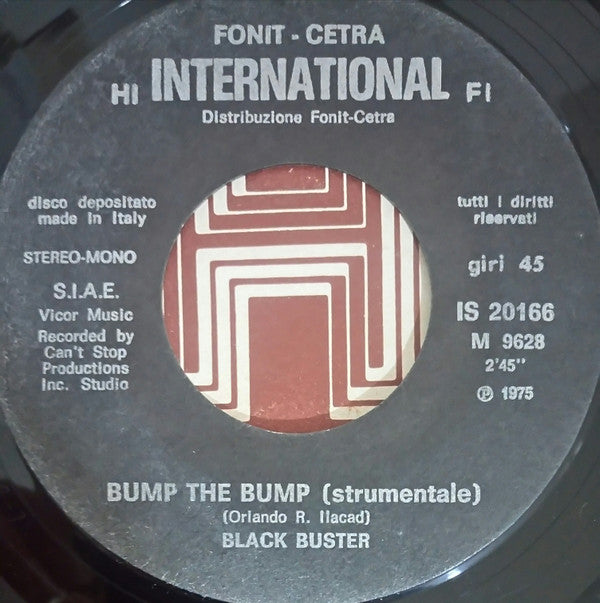 FONIT - CETRA
HI INTERNATIONAL FI
Distribuzione Fonit-Cetra
disco depositato
made in Italy
STEREO-MONO
S.I.A.E.
Vicor Music
Recorded by
Can't Stop
Productions
Inc. Studio
tutti i diritti
riservati
giri 45
IS 20166
M 9628
2'45"
℗ 1975
BUMP THE BUMP (strumentale)
(Orlando R. Ilacad)
BLACK BUSTER